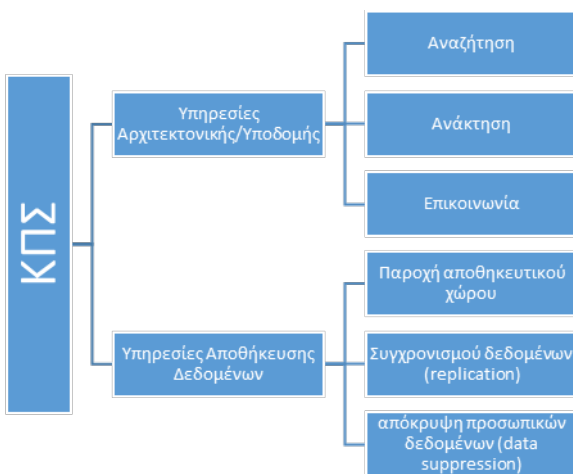 ΚΠΣ
Υπηρεσίες
Αρχιτεκτονικής/Υποδομής
Αναζήτηση
Ανάκτηση
Επικοινωνία
Υπηρεσίες Αποθήκευσης
Δεδομένων
Παροχή αποθηκευτικού
χώρου
Συγχρονισμού δεδομένων
(replication)
απόκρυψη προσωπικών
δεδομένων (data
suppression)